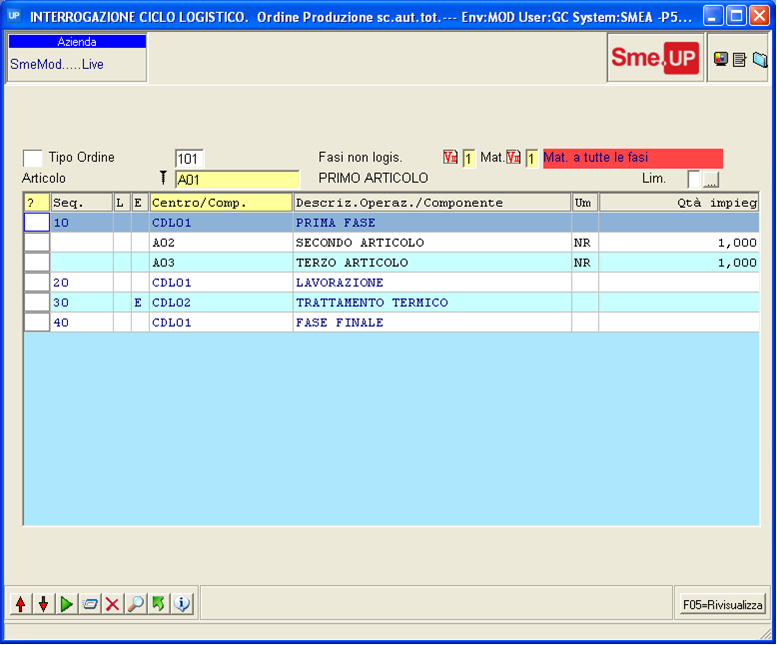 UP INTERROGAZIONE CICLO LOGISTICO. Ordine Produzione sc.aut.tot.--- Env:MOD User:GC System:SMEA -P5...
Azienda
SmeMod.....Live
Sme.UP
Tipo Ordine 101 Fasi non logis. V= 1 Mat. V= 1 Mat. a tutte le fasi
Articolo A01 PRIMO ARTICOLO Lim. ...
? Seq. L E Centro/Comp. Descriz.Operaz./Componente Um Qtà impieg
10 CDL01 PRIMA FASE
A02 SECONDO ARTICOLO NR 1,000
A03 TERZO ARTICOLO NR 1,000
20 CDL01 LAVORAZIONE
30 E CDL02 TRATTAMENTO TERMICO
40 CDL01 FASE FINALE
F05=Rivisualizza